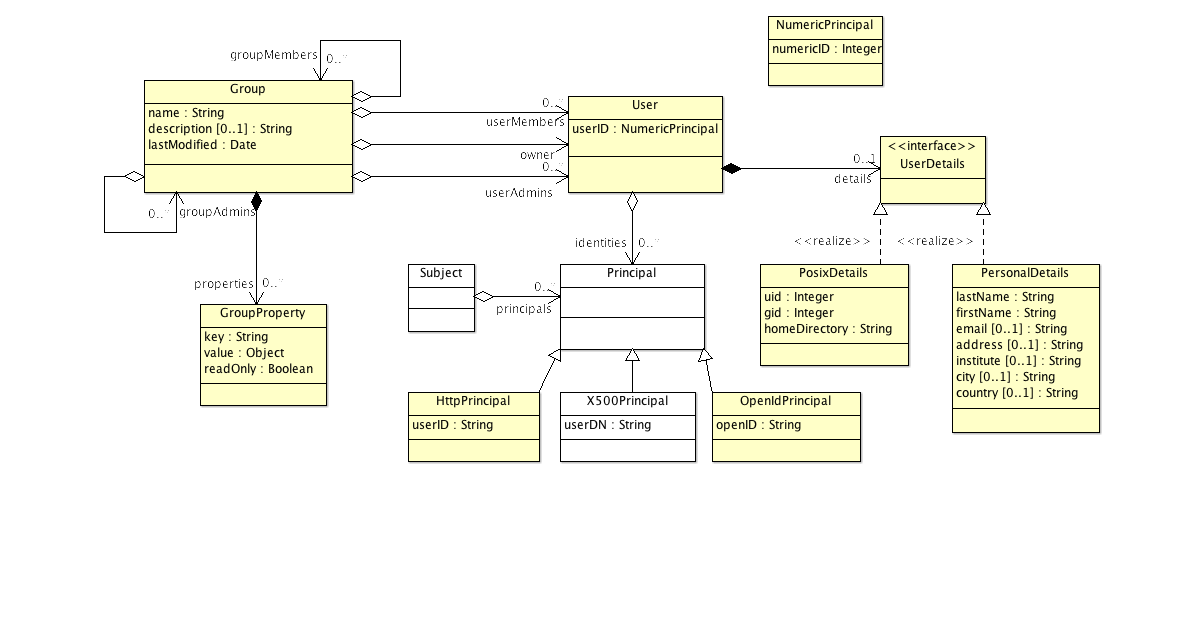 NumericPrincipal
numericID : Integer
groupMembers
0..*
Group
name : String
description [0..1] : String
lastModified : Date
0..*
userMembers
owner
0..*
userAdmins
User
userID : NumericPrincipal
0..1
details
<<interface>>
UserDetails
0..*
groupAdmins
identities
0..*
<<realize>>
<<realize>>
properties
0..*
GroupProperty
key : String
value : Object
readOnly : Boolean
Subject
0..*
principals
Principal
PosixDetails
uid : Integer
gid : Integer
homeDirectory : String
PersonalDetails
lastName : String
firstName : String
email [0..1] : String
address [0..1] : String
institute [0..1] : String
city [0..1] : String
country [0..1] : String
HttpPrincipal
userID : String
X500Principal
userDN : String
OpenIdPrincipal
openID : String